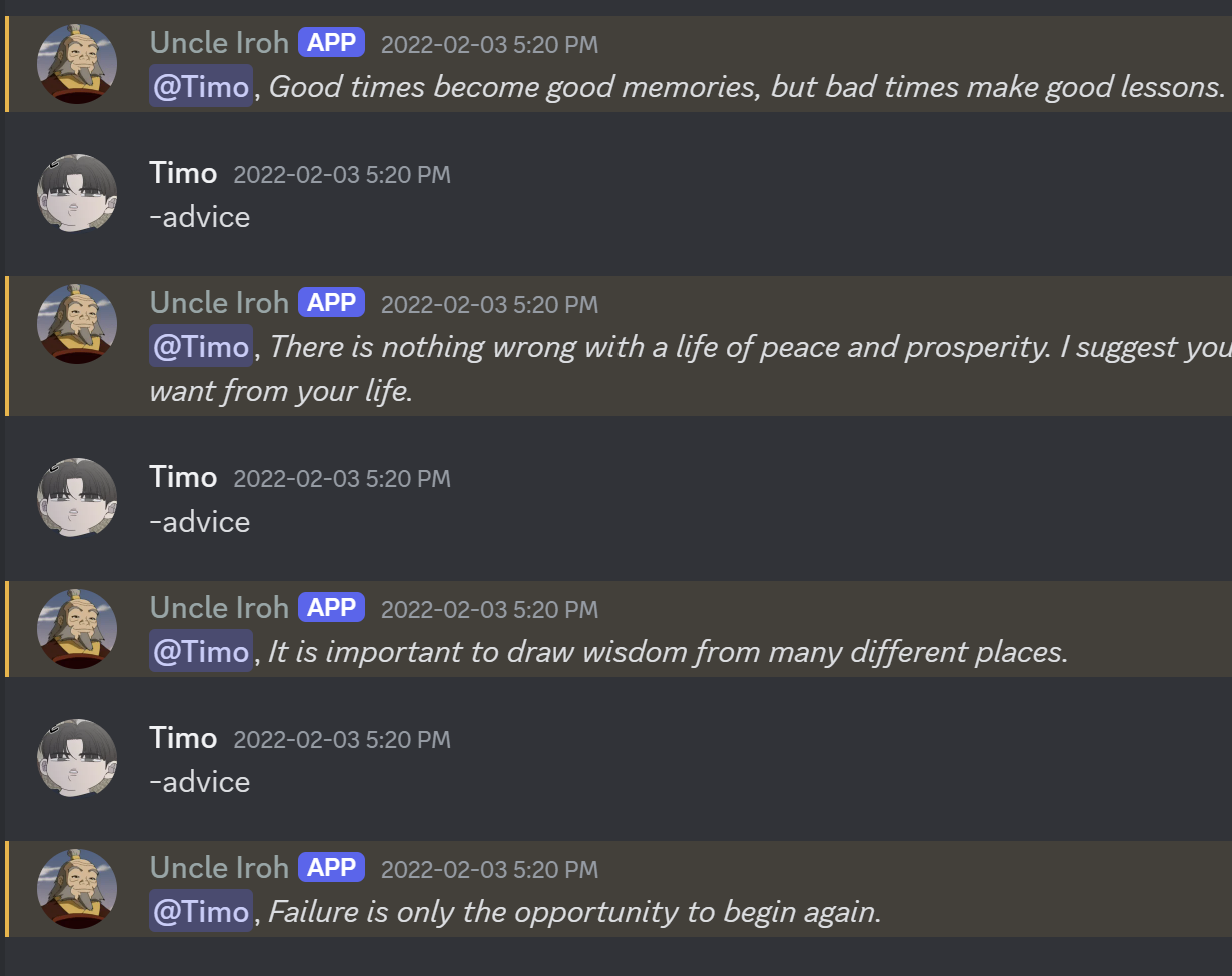 Uncle Iroh APP 2022-02-03 5:20 PM
@Timo, Good times become good memories, but bad times make good lessons.
Timo 2022-02-03 5:20 PM
-advice
Uncle Iroh APP 2022-02-03 5:20 PM
@Timo, There is nothing wrong with a life of peace and prosperity. I suggest you
want from your life.
Timo 2022-02-03 5:20 PM
-advice
Uncle Iroh APP 2022-02-03 5:20 PM
@Timo, It is important to draw wisdom from many different places.
Timo 2022-02-03 5:20 PM
-advice
Uncle Iroh APP 2022-02-03 5:20 PM
@Timo, Failure is only the opportunity to begin again.